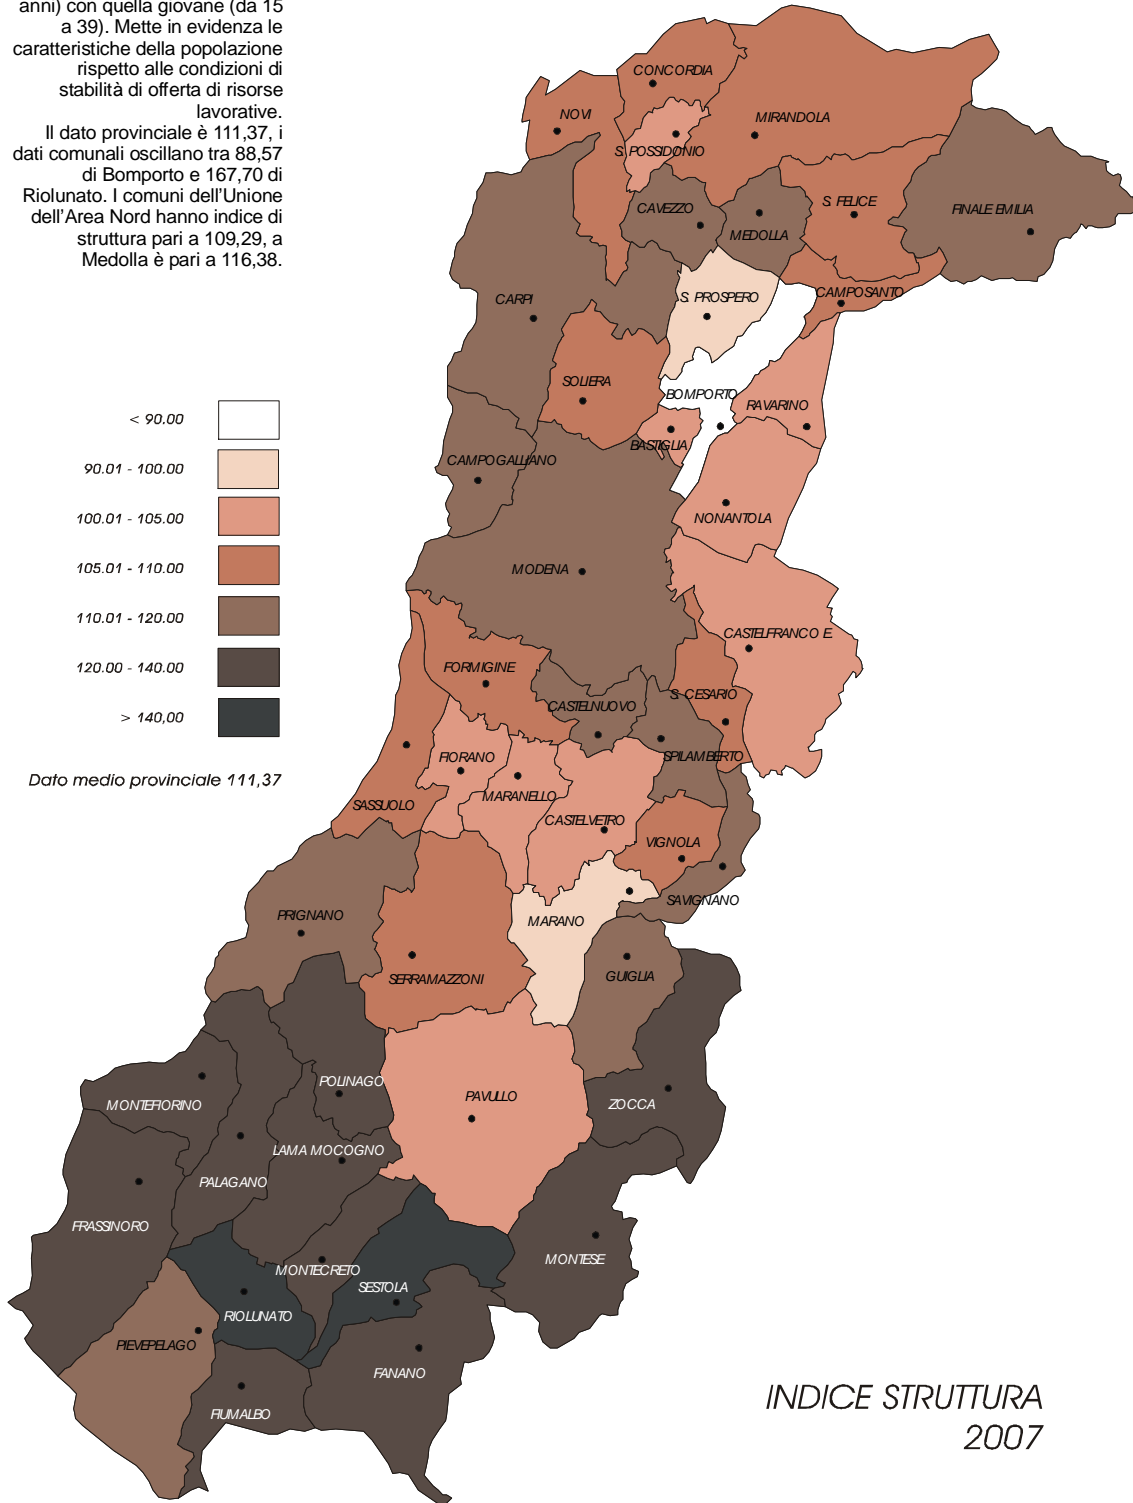 anni) con quella giovane (da 15
a 39). Mette in evidenza le
caratteristiche della popolazione
rispetto alle condizioni di
stabilità di offerta di risorse
lavorative.
Il dato provinciale è 111,37, i
dati comunali oscillano tra 88,57
di Bomporto e 167,70 di
Riolunato. I comuni dell'Unione
dell'Area Nord hanno indice di
struttura pari a 109,29, a
Medolla è pari a 116,38.
< 90.00
90.01 - 100.00
100.01 - 105.00
105.01 - 110.00
110.01 - 120.00
120.00 - 140.00
> 140,00
Dato medio provinciale 111,37
CONCORDIA
NOVI
MIRANDOLA
S. POSSIDONIO
CAVEZZO
MEDOLLA
S. FELICE
FINALE EMILIA
CARPI
S. PROSPERO
CAMPOSANTO
SOLIERA
BOMPORTO
RAVARINO
BASTIGLIA
CAMPOGALLIANO
NONANTOLA
MODENA
CASTELFRANCO E.
FORMIGINE
S. CESARIO
CASTELNUOVO
SPILAMBERTO
FIORANO
MARANELLO
SASSUOLO
CASTELVETRO
VIGNOLA
SAVIGNANO
PRIGNANO
MARANO
SERRAMAZZONI
GUIGLIA
POLINAGO
PAVULLO
ZOCCA
MONTEFIORINO
LAMA MOCOGNO
PALAGANO
FRASSINORO
MONTECRETO
MONTESE
SESTOLA
RIOLUNATO
PIEVEPELAGO
FANANO
FIUMALBO
INDICE STRUTTURA
2007